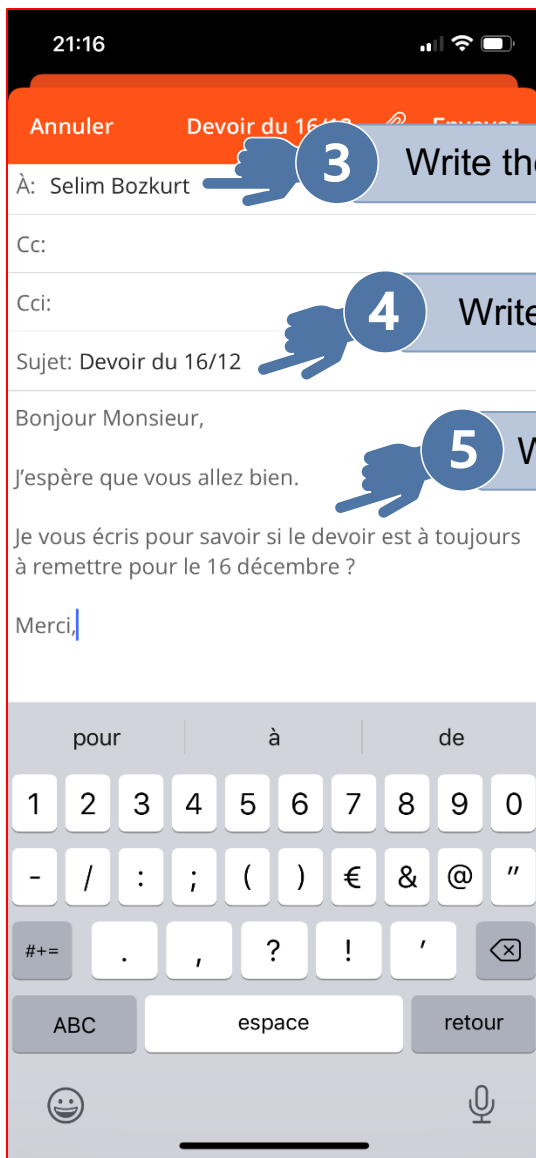 21:16
Annuler Devoir du 16/12
3 Write
À: Selim Bozkurt
Cc:
Cci:
4 Write
Sujet: Devoir du 16/12
Bonjour Monsieur,
5
J'espère que vous allez bien.
Je vous écris pour savoir si le devoir est à toujours
à remettre pour le 16 décembre ?
Merci,
pour à de
1 2 3 4 5 6 7 8 9 0
- / : ; ( ) € & @ "
#+= . , ? ! '
ABC espace retour